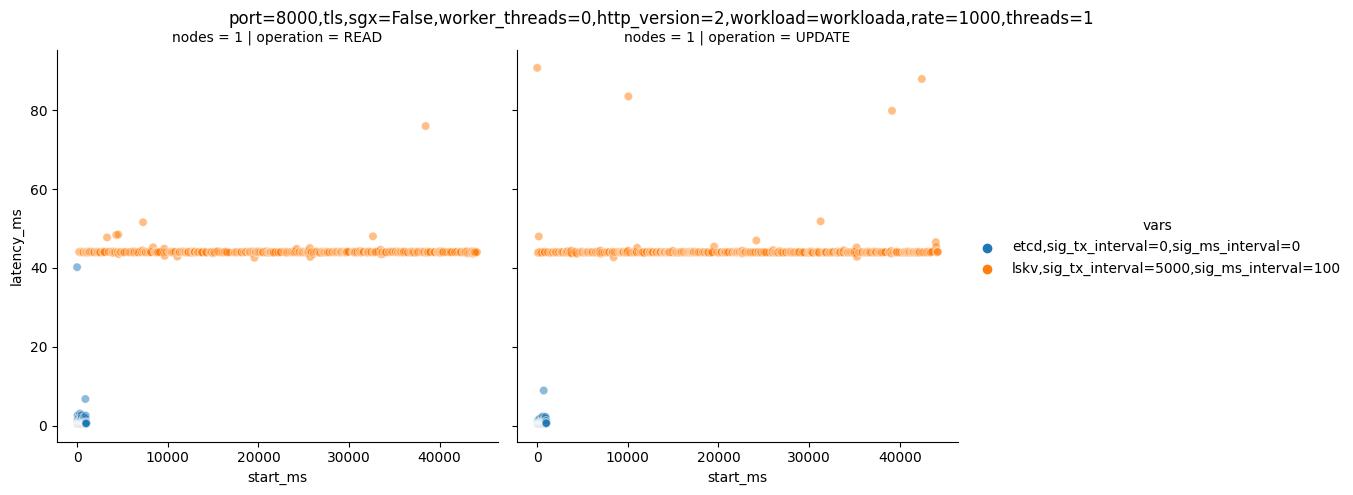 port=8000,tls,sgx=False,worker_threads=0,http_version=2,workload=workloada,rate=1000,threads=1
nodes = 1 | operation = READ
nodes = 1 | operation = UPDATE
latency_ms
80
60
40
20
0
0 10000 20000 30000 40000
start_ms
0 10000 20000 30000 40000
start_ms
vars
etcd,sig_tx_interval=0,sig_ms_interval=0
lskv,sig_tx_interval=5000,sig_ms_interval=100